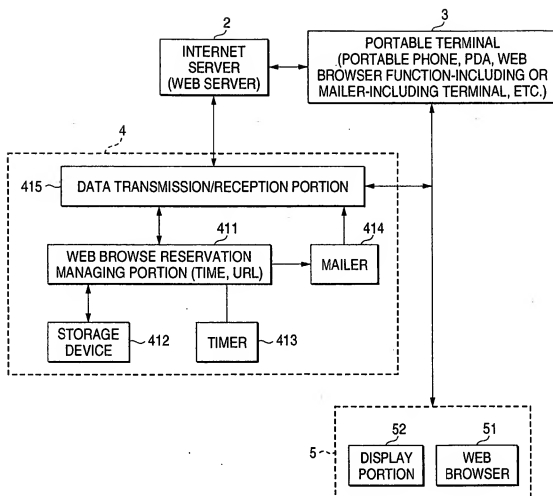 2
INTERNET
SERVER
(WEB SERVER)
3
PORTABLE TERMINAL
(PORTABLE PHONE, PDA, WEB
BROWSER FUNCTION-INCLUDING OR
MAILER-INCLUDING TERMINAL, ETC.)
4
415
DATA TRANSMISSION/RECEPTION PORTION
411
WEB BROWSE RESERVATION
MANAGING PORTION (TIME, URL)
414
MAILER
STORAGE
DEVICE
412
TIMER
413
5
52
DISPLAY
PORTION
51
WEB
BROWSER